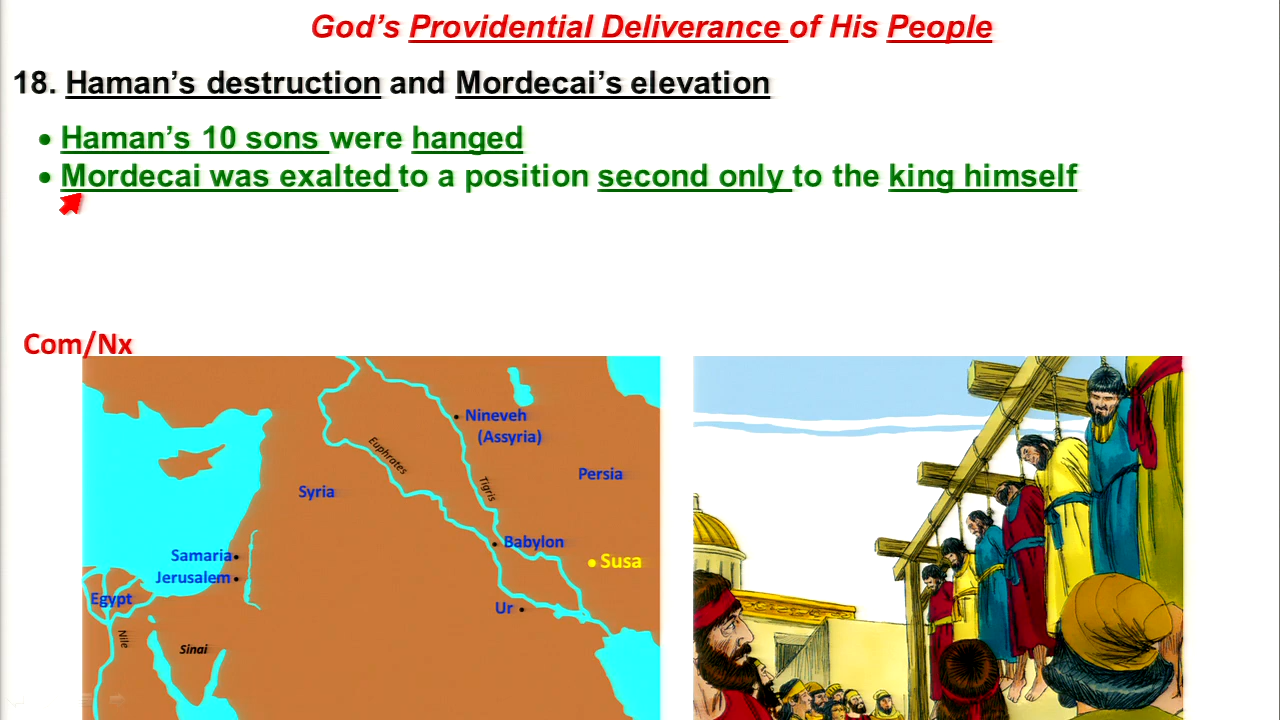 God's Providential Deliverance of His People
18. Haman's destruction and Mordecai's elevation
• Haman's 10 sons were hanged
• Mordecai was exalted to a position second only to the king himself
Com/Nx
Nineveh
(Assyria)
Euphrates
Persia
Tigris
Syria
Babylon
Samaria
Susa
Jerusalem
Egypt
Ur
Nile
Sinai